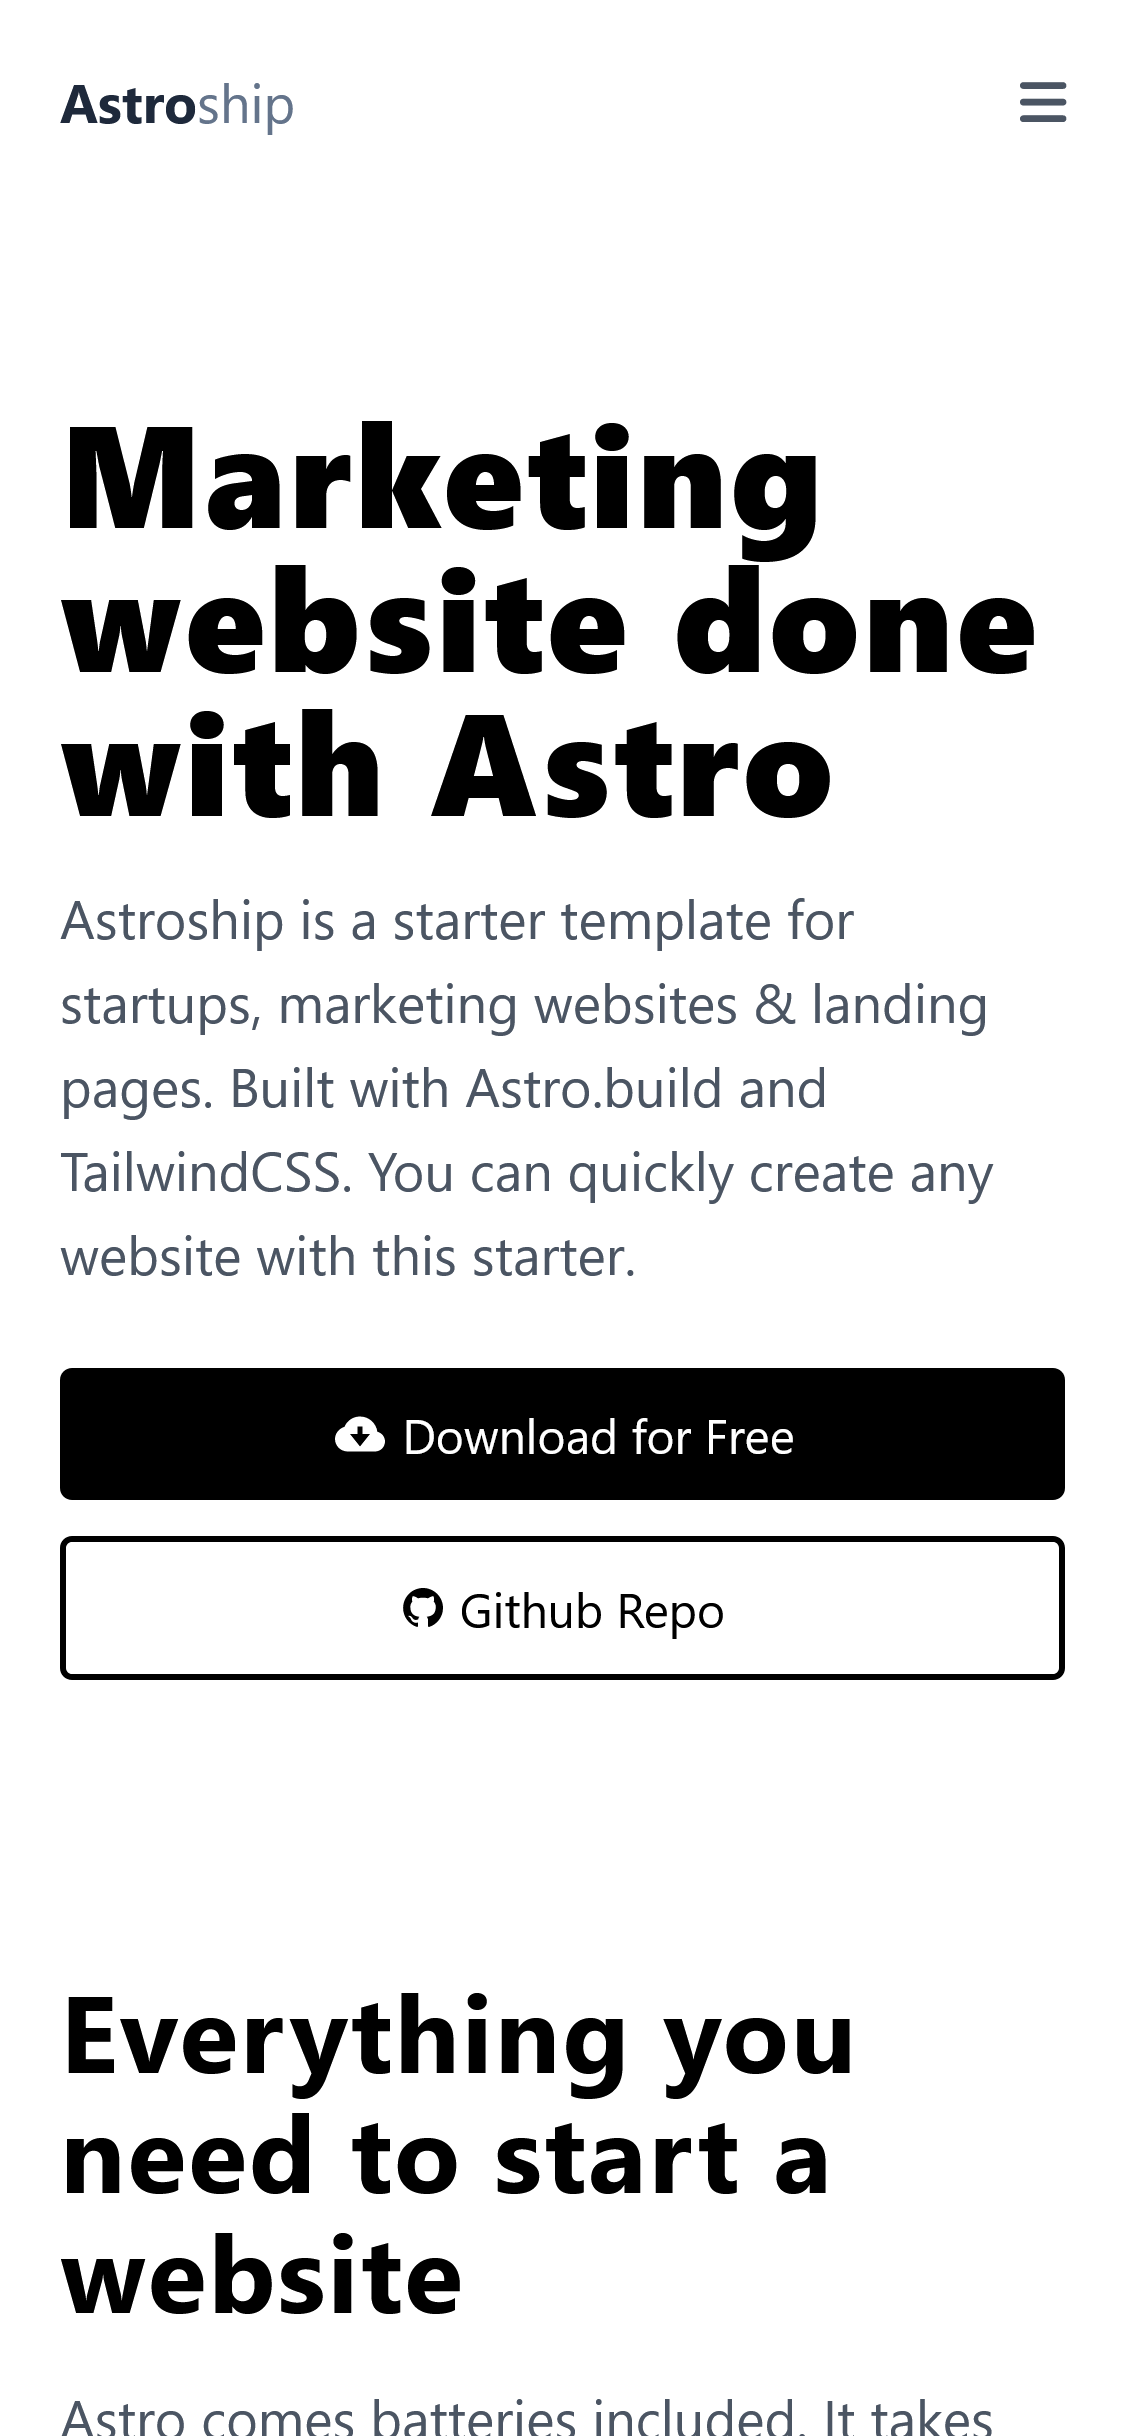 Astroship
Marketing
website done
with Astro
Astroship is a starter template for
startups, marketing websites & landing
pages. Built with Astro.build and
TailwindCSS. You can quickly create any
website with this starter.
Download for Free
Github Repo
Everything you
need to start a
website
Astro comes batteries included. It takes